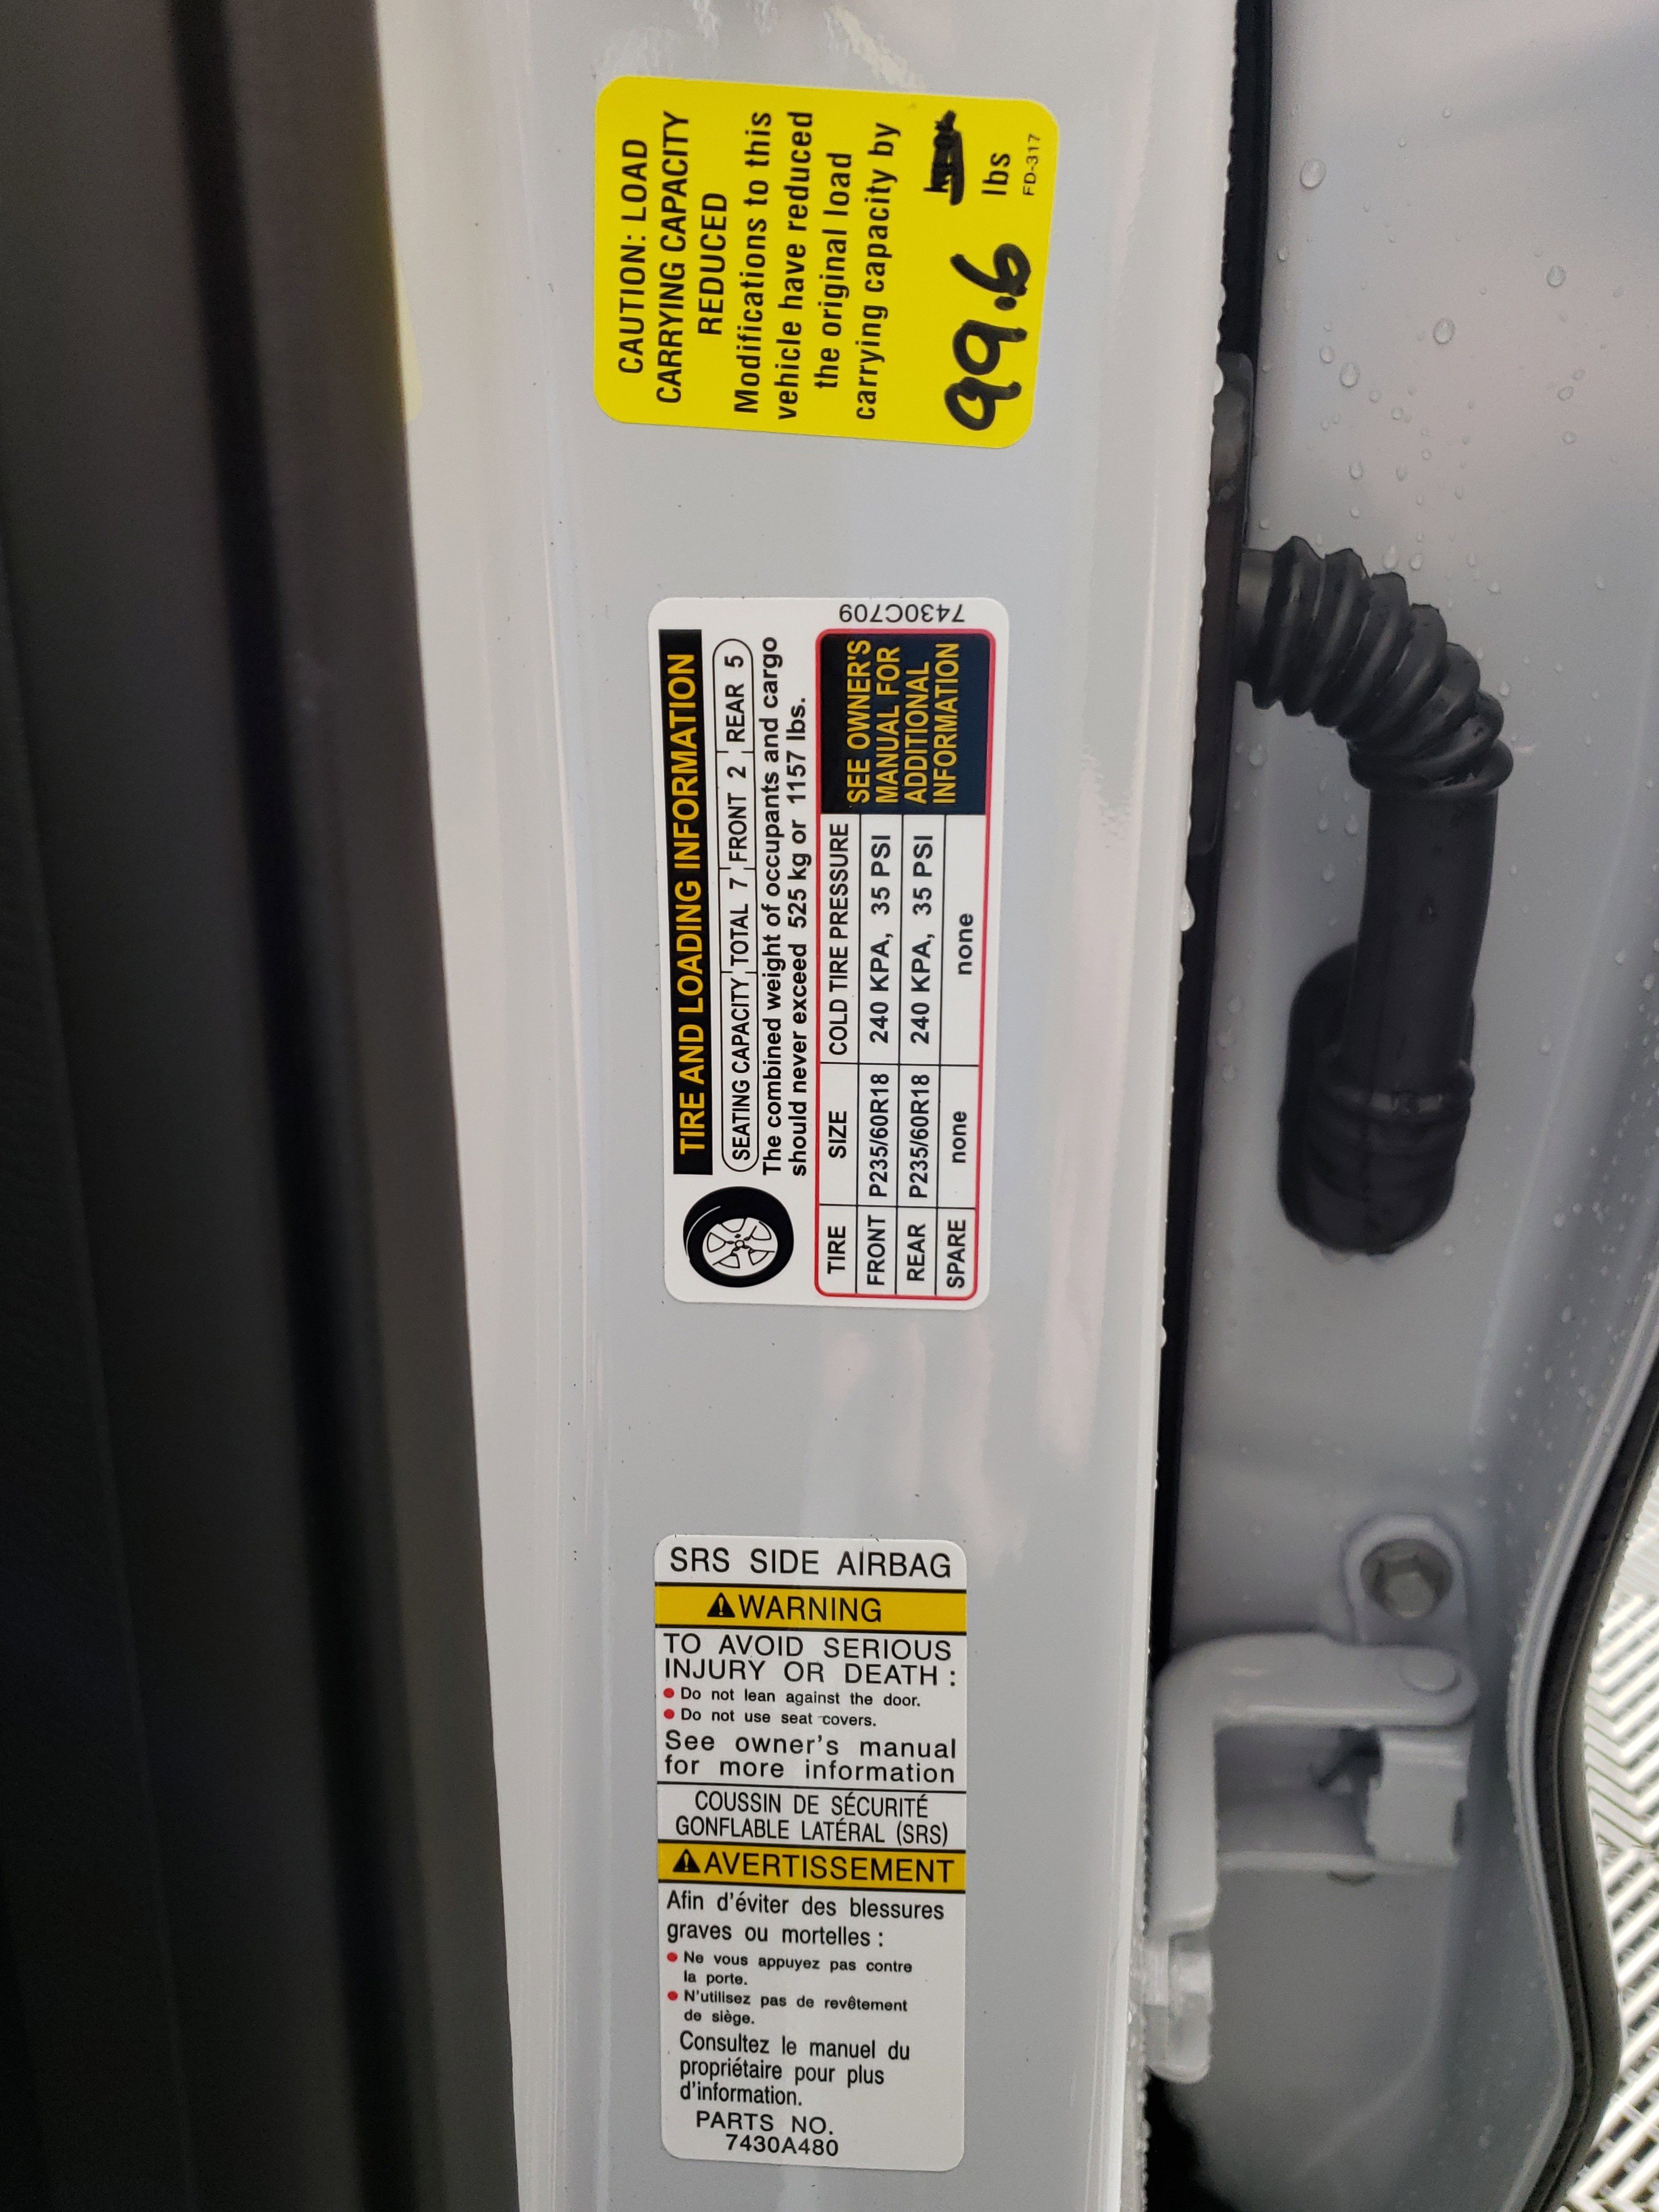 CAUTION: LOAD
CARRYING CAPACITY
REDUCED
Modifications to this
vehicle have reduced
the original load
carrying capacity by
99.6 lbs
FD-317
TIRE AND LOADING INFORMATION
SEATING CAPACITY TOTAL 7 FRONT 2 REAR 5
The combined weight of occupants and cargo
should never exceed 525 kg or 1157 lbs.
TIRE SIZE COLD TIRE PRESSURE
FRONT P235/60R18 240 KPA, 35 PSI
REAR P235/60R18 240 KPA, 35 PSI
SPARE none none
SEE OWNER'S
MANUAL FOR
ADDITIONAL
INFORMATION
7430C709
SRS SIDE AIRBAG
WARNING
TO AVOID SERIOUS
INJURY OR DEATH :
Do not lean against the door.
Do not use seat covers.
See owner's manual
for more information
COUSSIN DE SÉCURITÉ
GONFLABLE LATÉRAL (SRS)
AVERTISSEMENT
Afin d'éviter des blessures
graves ou mortelles :
Ne vous appuyez pas contre
la porte.
N'utilisez pas de revêtement
de siège.
Consultez le manuel du
propriétaire pour plus
d'information.
PARTS NO.
7430A480